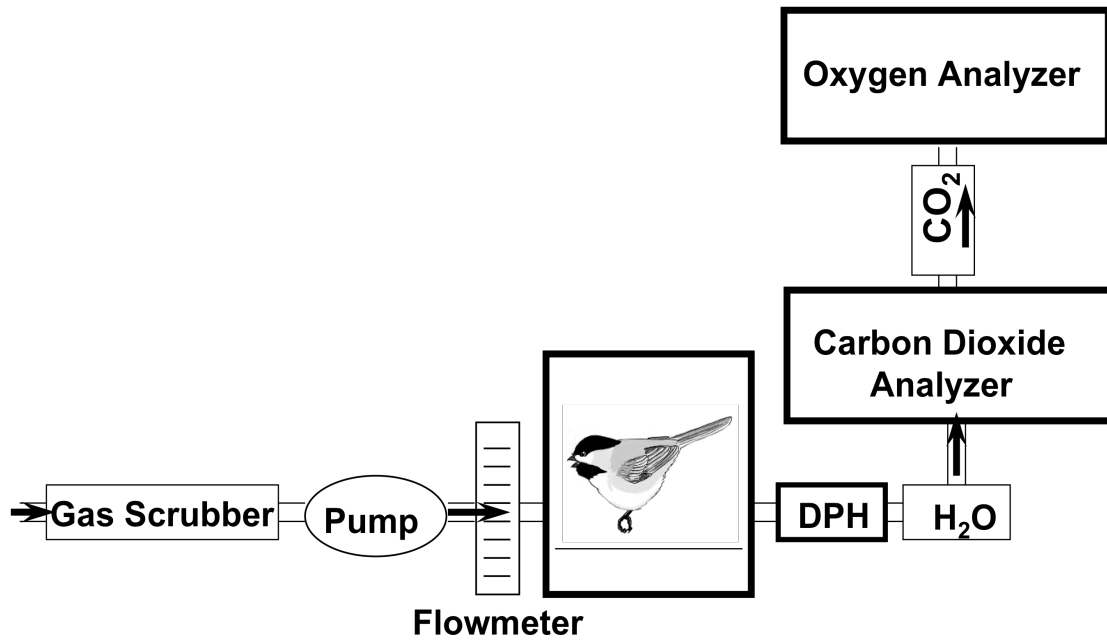 Oxygen Analyzer
CO₂
Carbon Dioxide
Analyzer
Gas Scrubber
Pump
DPH
H₂O
Flowmeter